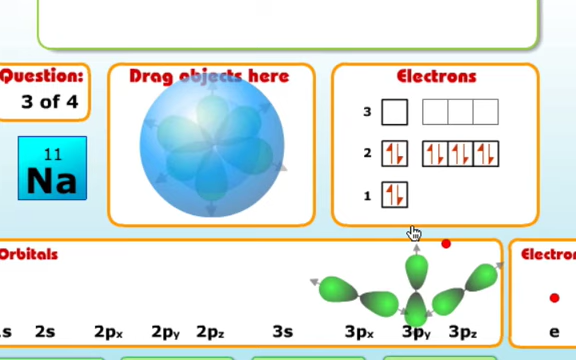 Question:
3 of 4
11
Na
Drag objects here
Electrons
3
2
1
Orbitals
2s 2px 2py 2pz 3s 3px 3py 3pz
e